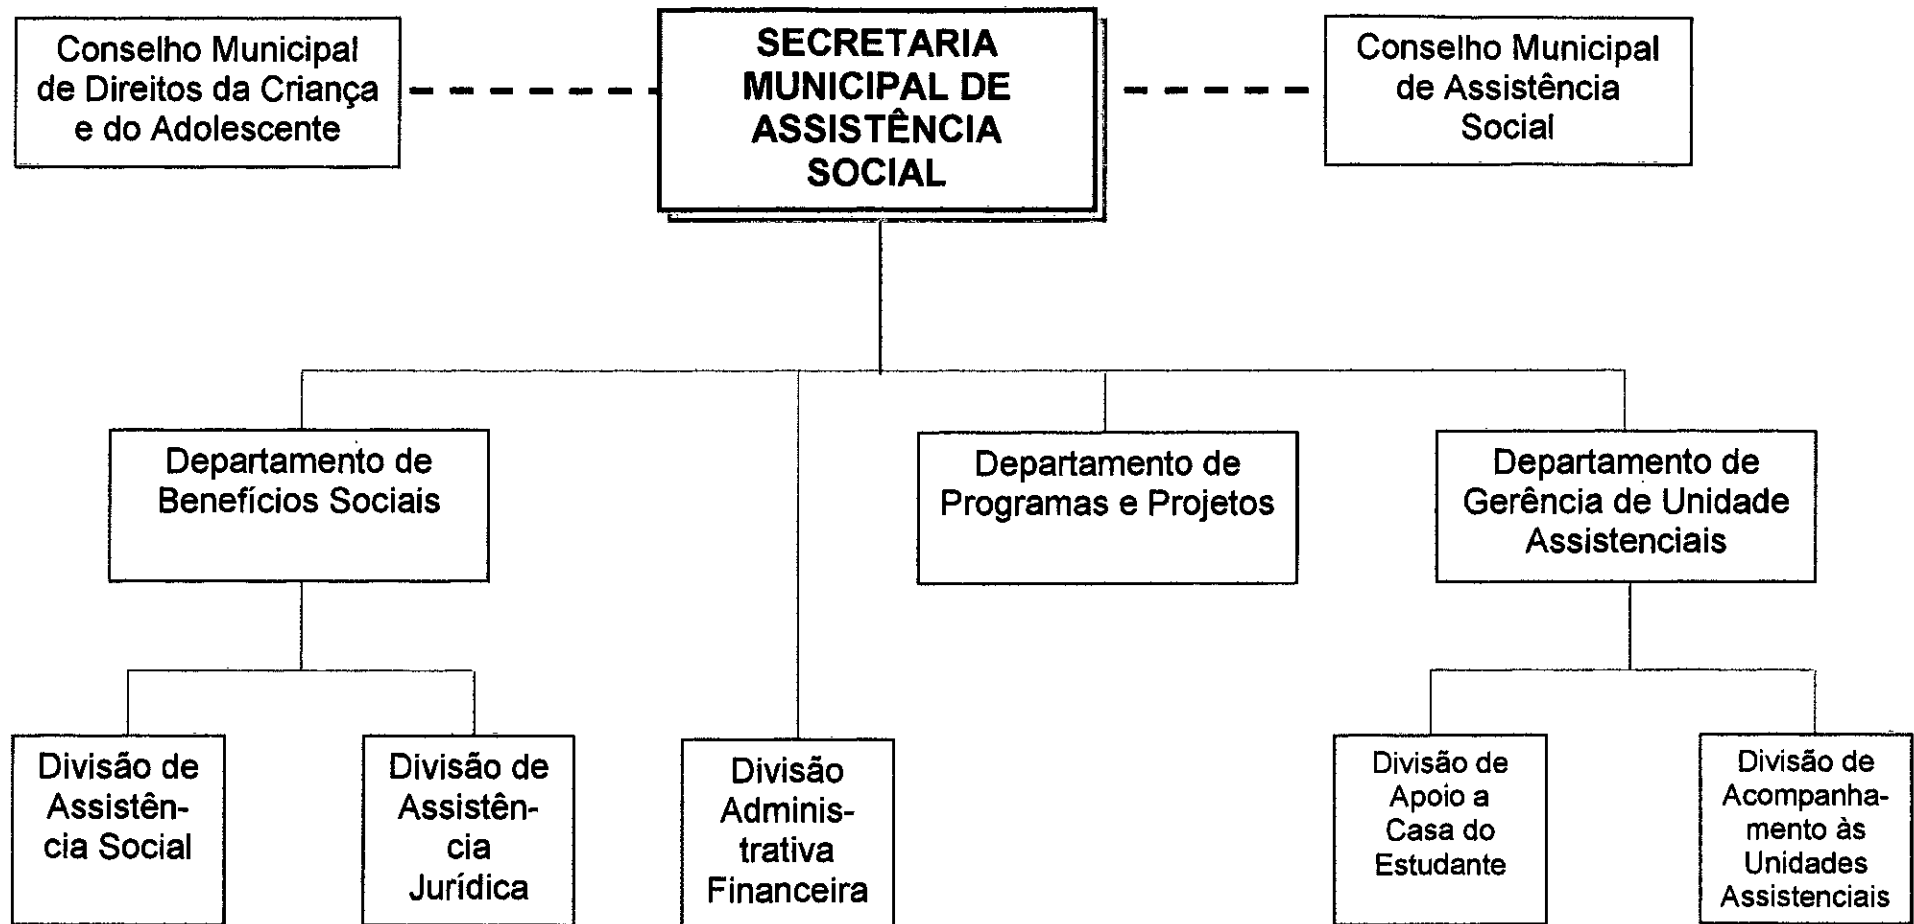 Conselho Municipal
de Direitos da Criança
e do Adolescente
SECRETARIA
MUNICIPAL DE
ASSISTÊNCIA
SOCIAL
Conselho Municipal
de Assistência
Social
Departamento de
Benefícios Sociais
Departamento de
Programas e Projetos
Departamento de
Gerência de Unidade
Assistenciais
Divisão de
Assistên-
cia Social
Divisão de
Assistên-
cia
Jurídica
Divisão
Adminis-
trativa
Financeira
Divisão de
Apoio a
Casa do
Estudante
Divisão de
Acompanha-
mento às
Unidades
Assistenciais